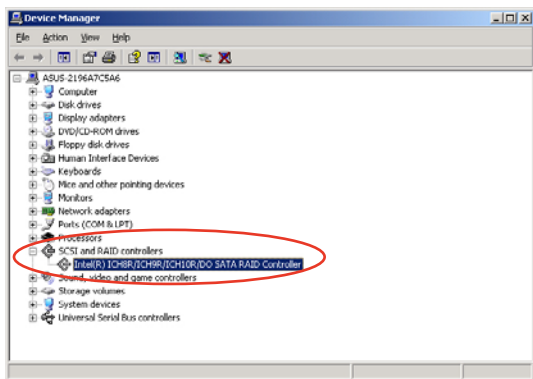 Device Manager
File Action View Help
ASUS-2196A7C5A6
Computer
Disk drives
Display adapters
DVD/CD-ROM drives
Floppy disk drives
Human Interface Devices
Keyboards
Mice and other pointing devices
Monitors
Network adapters
Ports (COM & LPT)
Processors
SCSI and RAID controllers
Intel(R) ICH8R/ICH9R/ICH10R/DO SATA RAID Controller
Sound, video and game controllers
Storage volumes
System devices
Universal Serial Bus controllers